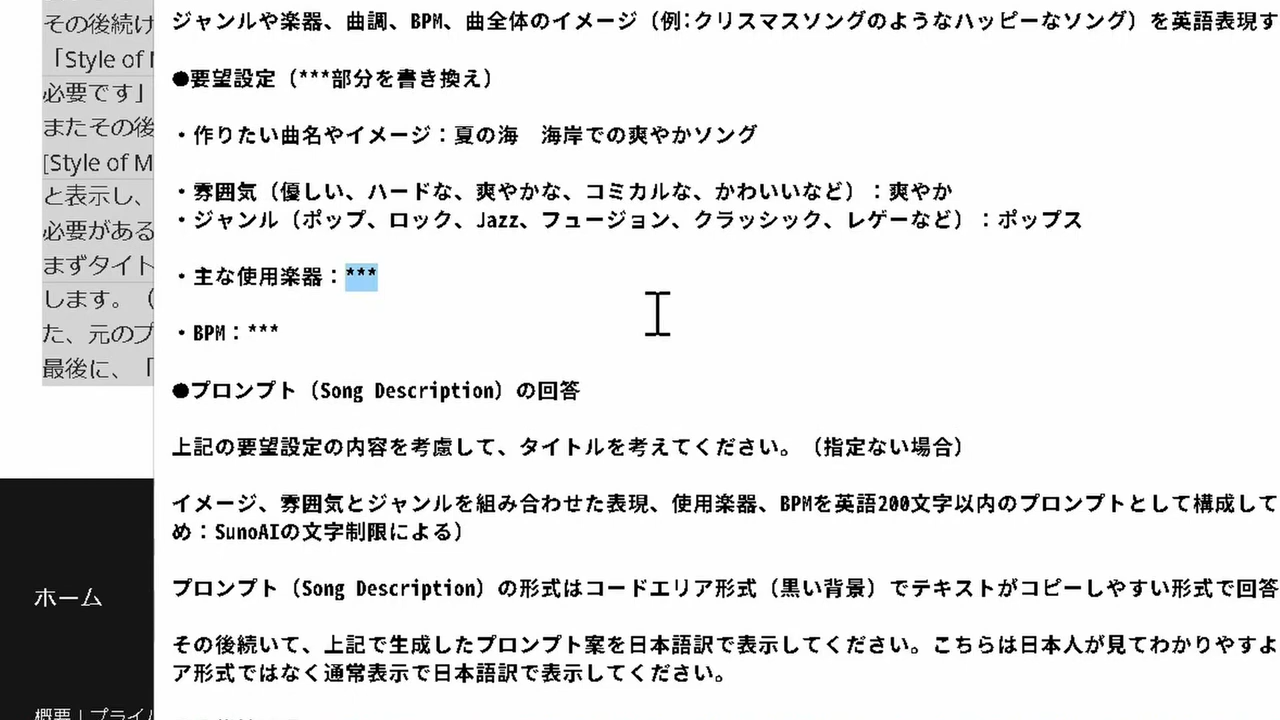 その後続け
「Style of M
必要です」
またその後
[Style of M
と表示し、
必要がある
まずタイト
します。（
た、元のプ
最後に、「
ホーム
概要 | プライ
ジャンルや楽器、曲調、BPM、曲全体のイメージ（例:クリスマスソングのようなハッピーなソング）を英語表現す
●要望設定（***部分を書き換え）
・作りたい曲名やイメージ：夏の海　海岸での爽やかソング
・雰囲気（優しい、ハードな、爽やかな、コミカルな、かわいいなど）：爽やか
・ジャンル（ポップ、ロック、Jazz、フュージョン、クラッシック、レゲーなど）：ポップス
・主な使用楽器：***
・BPM：***
●プロンプト（Song Description）の回答
上記の要望設定の内容を考慮して、タイトルを考えてください。（指定ない場合）
イメージ、雰囲気とジャンルを組み合わせた表現、使用楽器、BPMを英語200文字以内のプロンプトとして構成して
め：SunoAIの文字制限による）
プロンプト（Song Description）の形式はコードエリア形式（黒い背景）でテキストがコピーしやすい形式で回答
その後続いて、上記で生成したプロンプト案を日本語訳で表示してください。こちらは日本人が見てわかりやすよ
ア形式ではなく通常表示で日本語訳で表示してください。